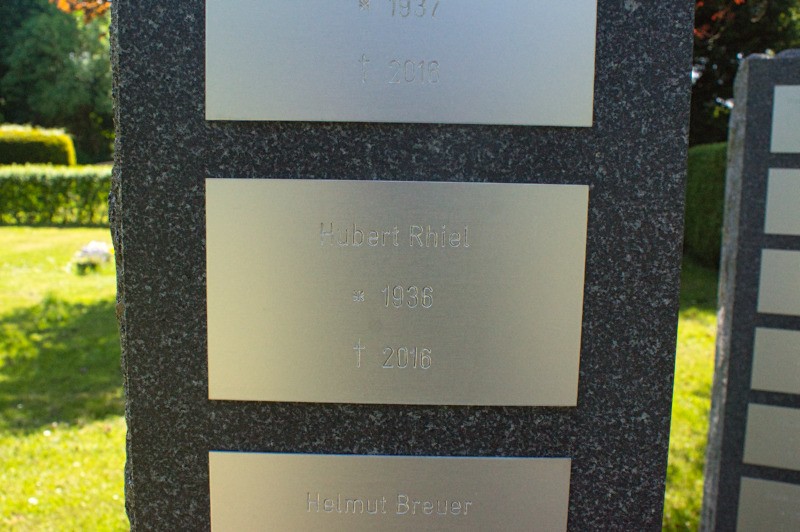 * 1937
† 2016
Hubert Rhiel
* 1936
† 2016
Helmut Breuer